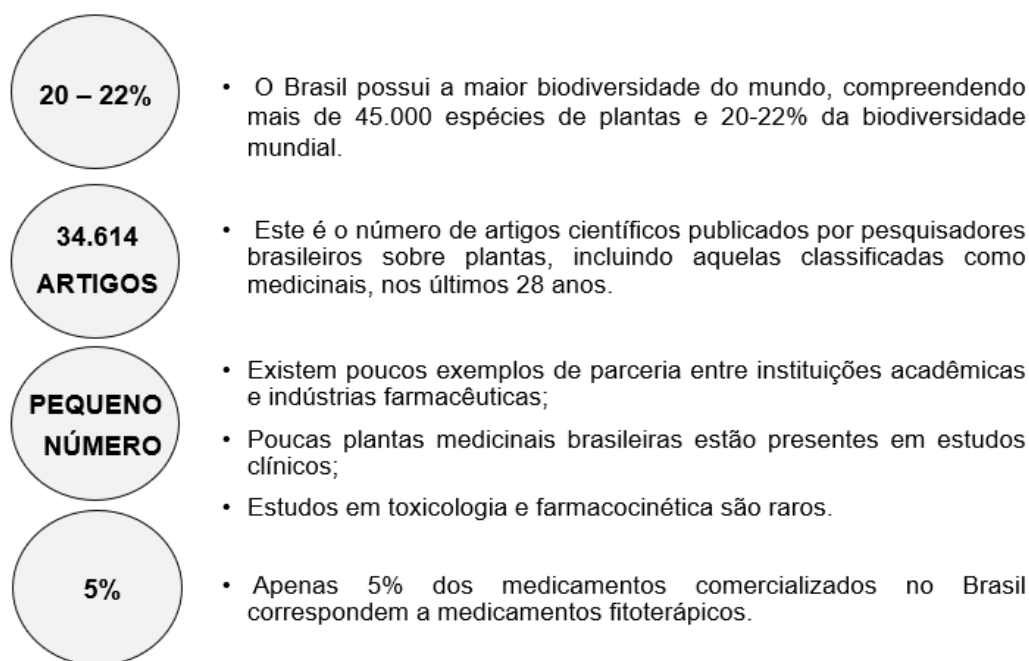 20 – 22%
• O Brasil possui a maior biodiversidade do mundo, compreendendo
mais de 45.000 espécies de plantas e 20-22% da biodiversidade
mundial.
34.614
ARTIGOS
• Este é o número de artigos científicos publicados por pesquisadores
brasileiros sobre plantas, incluindo aquelas classificadas como
medicinais, nos últimos 28 anos.
PEQUENO
NÚMERO
• Existem poucos exemplos de parceria entre instituições acadêmicas
e indústrias farmacêuticas;
• Poucas plantas medicinais brasileiras estão presentes em estudos
clínicos;
• Estudos em toxicologia e farmacocinética são raros.
5%
• Apenas 5% dos medicamentos comercializados no Brasil
correspondem a medicamentos fitoterápicos.